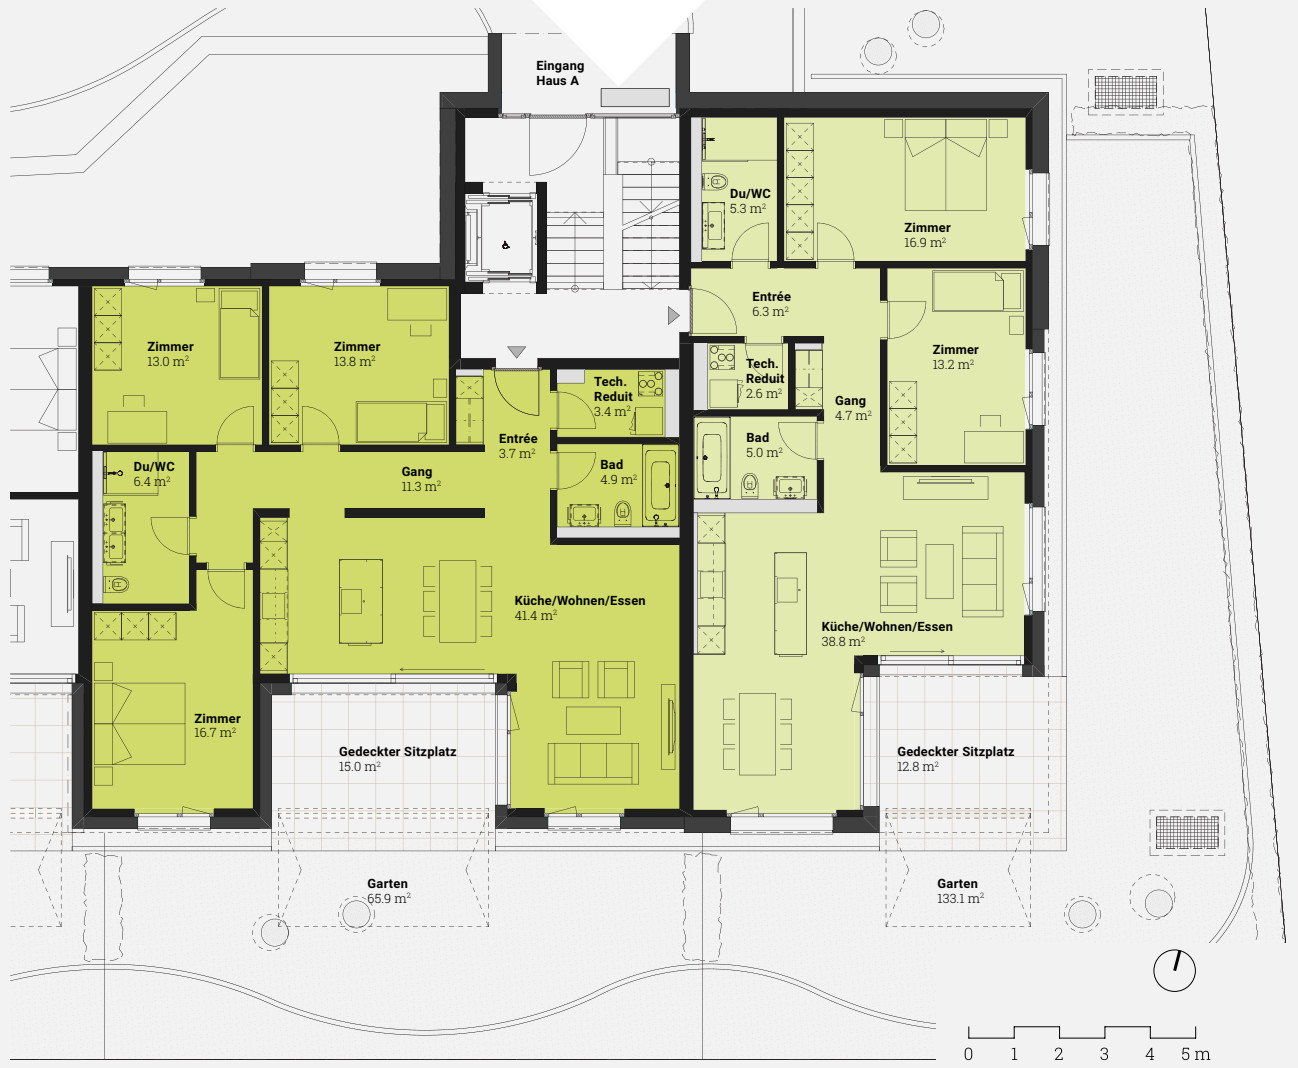 Eingang
Haus A
Du/WC
5.3 m²
Zimmer
16.9 m²
Entrée
6.3 m²
Zimmer
13.0 m²
Zimmer
13.8 m²
Zimmer
13.2 m²
Tech.
Reduit
2.6 m²
Tech.
Reduit
3.4 m²
Gang
4.7 m²
Entrée
3.7 m²
Bad
5.0 m²
Du/WC
6.4 m²
Gang
11.3 m²
Bad
4.9 m²
Küche/Wohnen/Essen
41.4 m²
Küche/Wohnen/Essen
38.8 m²
Zimmer
16.7 m²
Gedeckter Sitzplatz
15.0 m²
Gedeckter Sitzplatz
12.8 m²
Garten
65.9 m²
Garten
133.1 m²
0 1 2 3 4 5 m